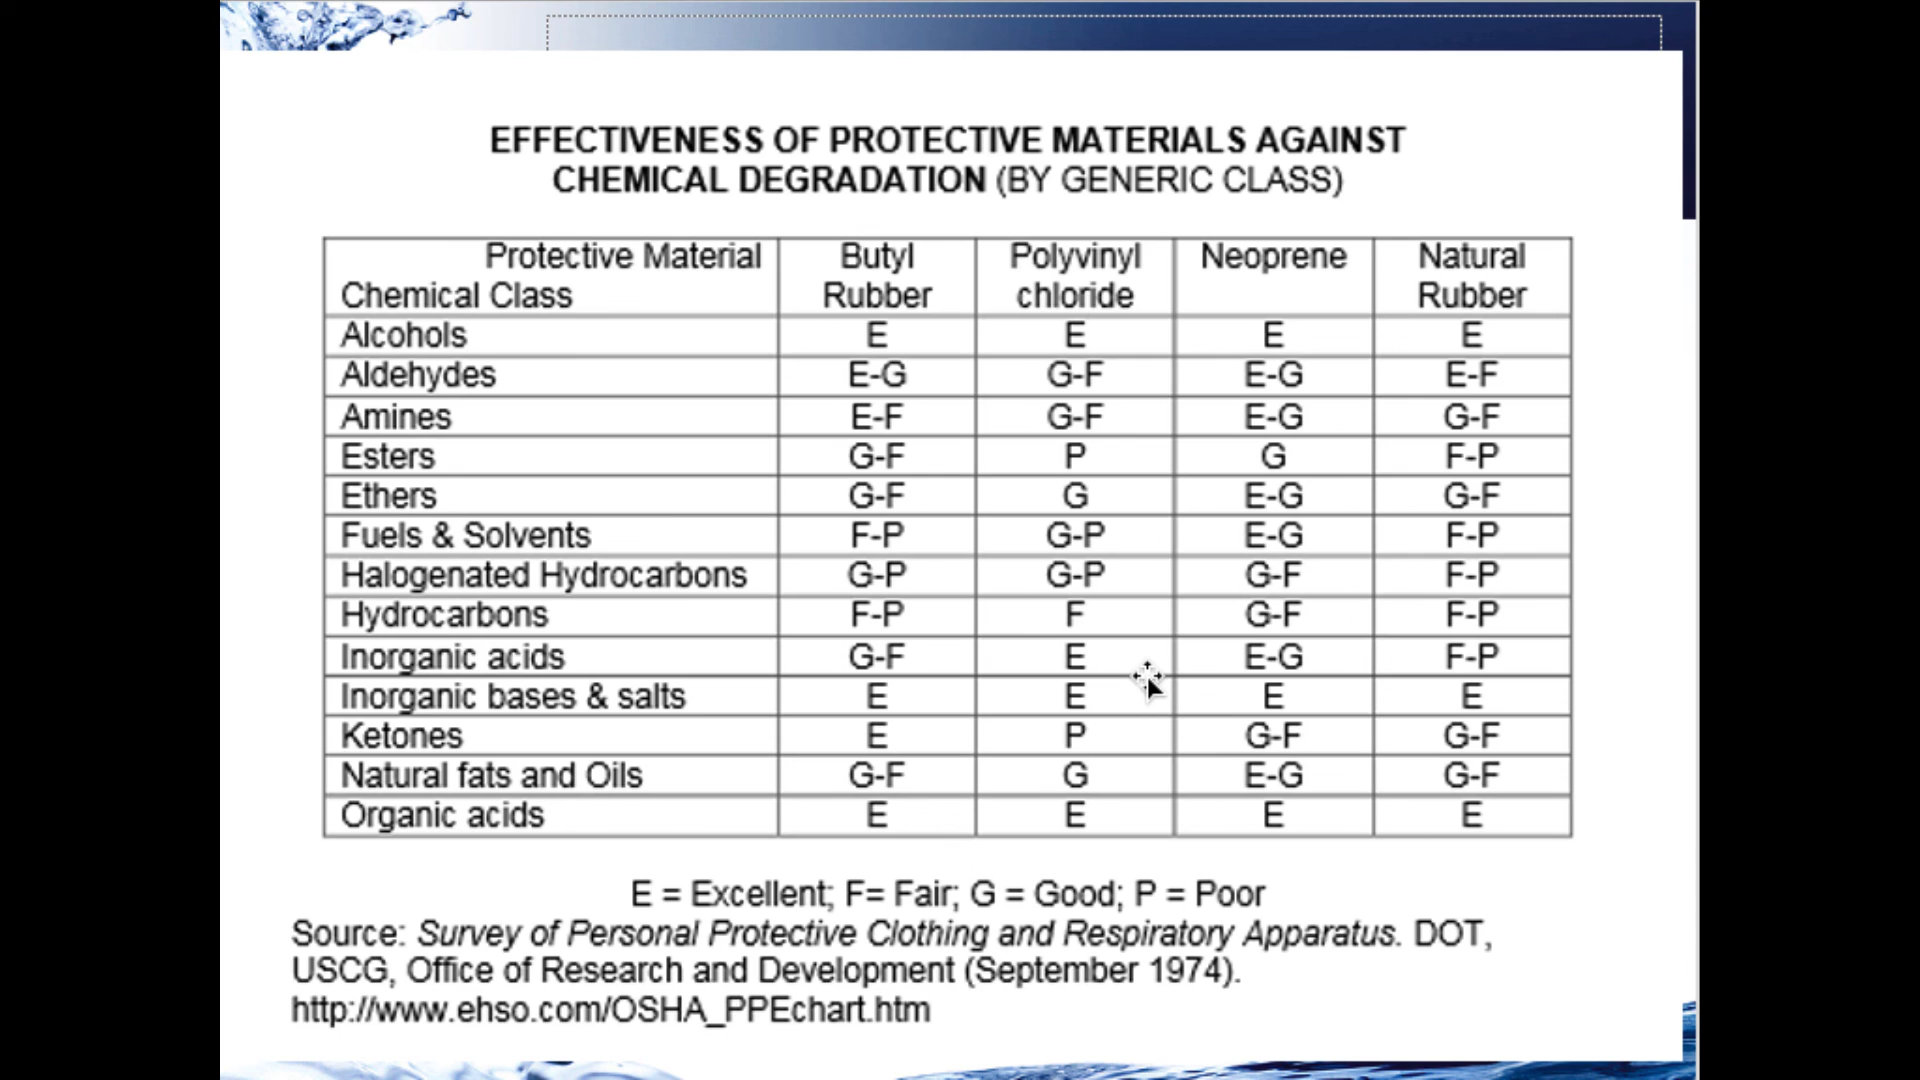 EFFECTIVENESS OF PROTECTIVE MATERIALS AGAINST
CHEMICAL DEGRADATION (BY GENERIC CLASS)
Protective Material Butyl Polyvinyl Neoprene Natural
Chemical Class Rubber chloride Rubber
Alcohols E E E E
Aldehydes E-G G-F E-G E-F
Amines E-F G-F E-G G-F
Esters G-F P G F-P
Ethers G-F G E-G G-F
Fuels & Solvents F-P G-P E-G F-P
Halogenated Hydrocarbons G-P G-P G-F F-P
Hydrocarbons F-P F G-F F-P
Inorganic acids G-F E E-G F-P
Inorganic bases & salts E E E E
Ketones E P G-F G-F
Natural fats and Oils G-F G E-G G-F
Organic acids E E E E
E = Excellent; F= Fair; G = Good; P = Poor
Source: Survey of Personal Protective Clothing and Respiratory Apparatus. DOT,
USCG, Office of Research and Development (September 1974).
http://www.ehso.com/OSHA_PPEchart.htm